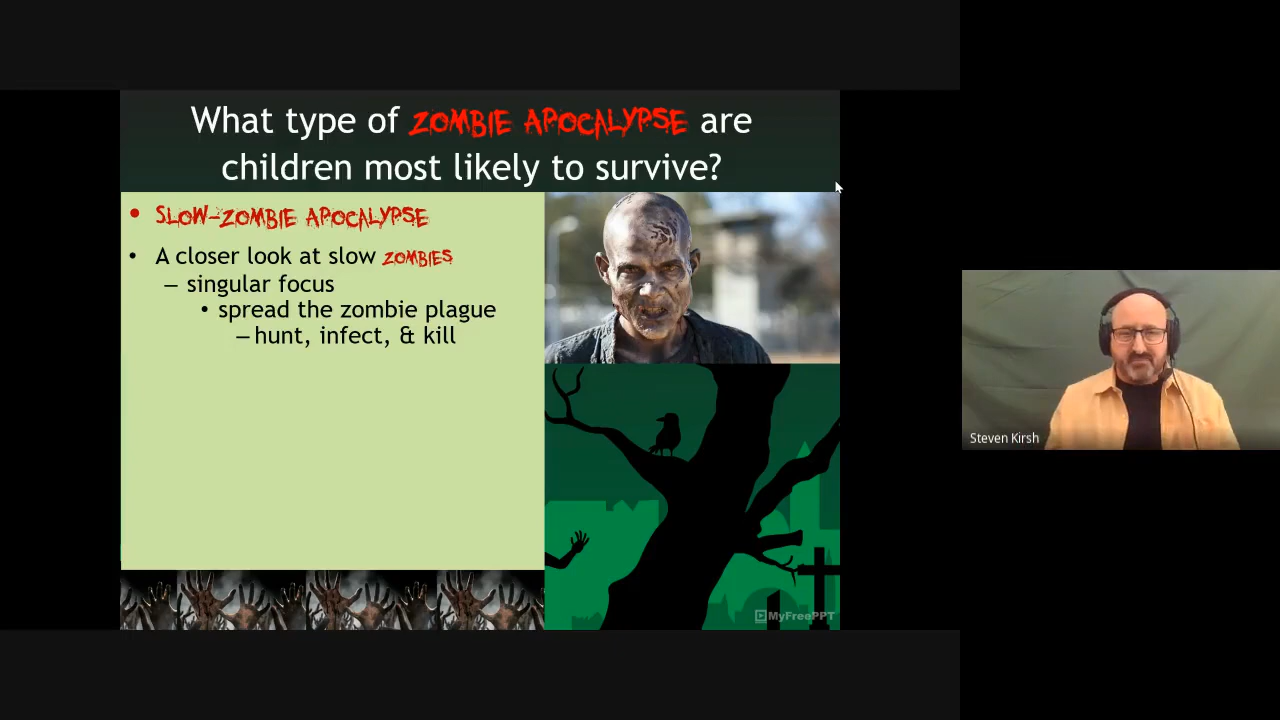 What type of ZOMBIE APOCALYPSE are
children most likely to survive?
• SLOW-ZOMBIE APOCALYPSE
• A closer look at slow ZOMBIES
– singular focus
• spread the zombie plague
– hunt, infect, & kill
Steven Kirsh
MyFreePPT